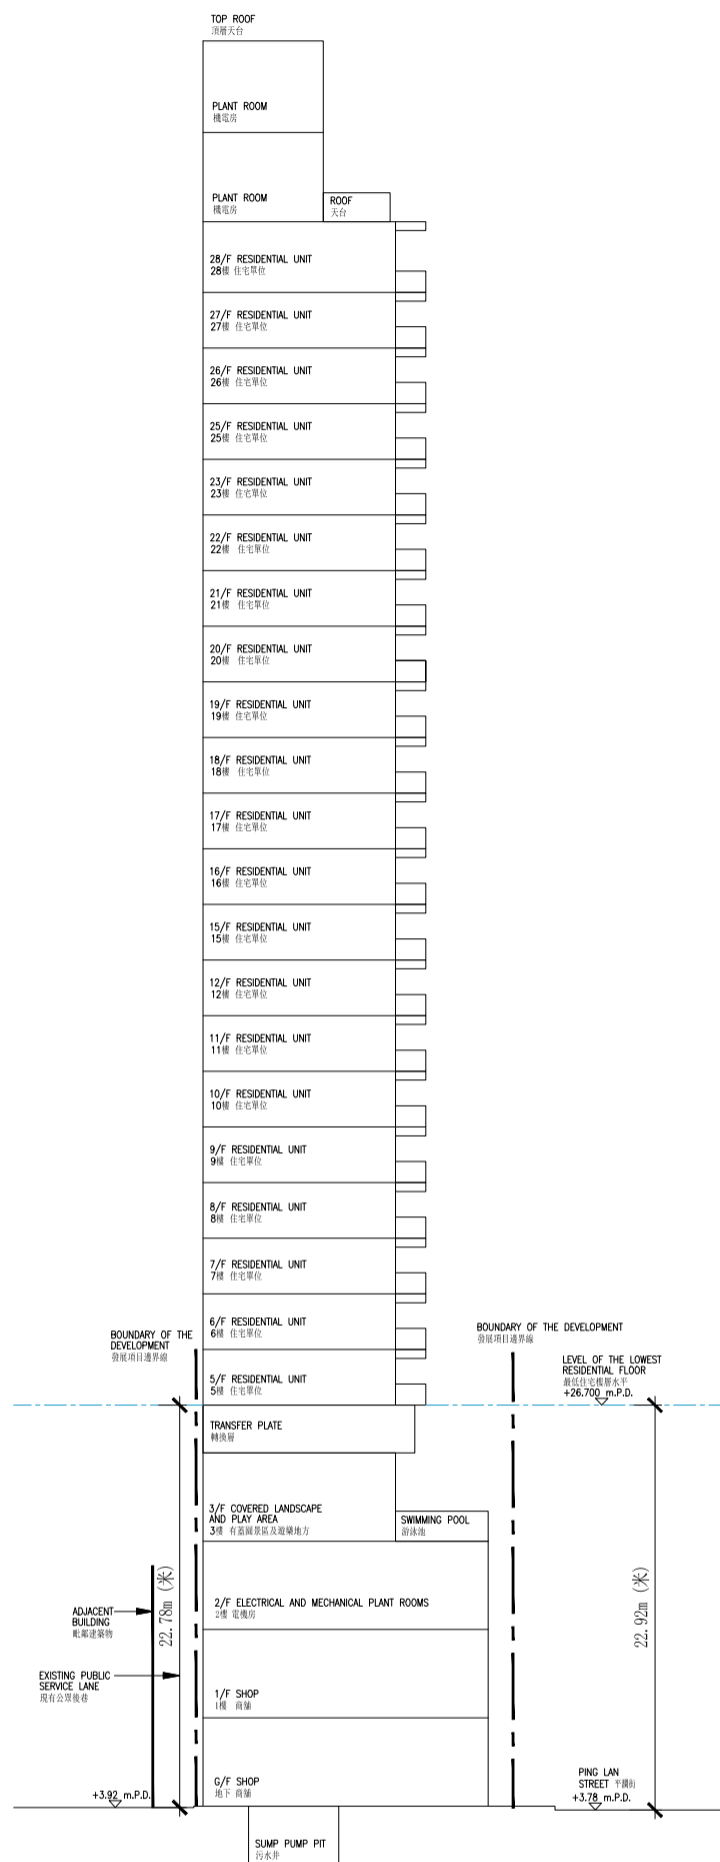 TOP ROOF
頂層天台
PLANT ROOM
機電房
PLANT ROOM
機電房
ROOF
天台
28/F RESIDENTIAL UNIT
28樓 住宅單位
27/F RESIDENTIAL UNIT
27樓 住宅單位
26/F RESIDENTIAL UNIT
26樓 住宅單位
25/F RESIDENTIAL UNIT
25樓 住宅單位
23/F RESIDENTIAL UNIT
23樓 住宅單位
22/F RESIDENTIAL UNIT
22樓 住宅單位
21/F RESIDENTIAL UNIT
21樓 住宅單位
20/F RESIDENTIAL UNIT
20樓 住宅單位
19/F RESIDENTIAL UNIT
19樓 住宅單位
18/F RESIDENTIAL UNIT
18樓 住宅單位
17/F RESIDENTIAL UNIT
17樓 住宅單位
16/F RESIDENTIAL UNIT
16樓 住宅單位
15/F RESIDENTIAL UNIT
15樓 住宅單位
12/F RESIDENTIAL UNIT
12樓 住宅單位
11/F RESIDENTIAL UNIT
11樓 住宅單位
10/F RESIDENTIAL UNIT
10樓 住宅單位
9/F RESIDENTIAL UNIT
9樓 住宅單位
8/F RESIDENTIAL UNIT
8樓 住宅單位
7/F RESIDENTIAL UNIT
7樓 住宅單位
6/F RESIDENTIAL UNIT
6樓 住宅單位
BOUNDARY OF THE
DEVELOPMENT
發展項目邊界線
BOUNDARY OF THE DEVELOPMENT
發展項目邊界線
5/F RESIDENTIAL UNIT
5樓 住宅單位
LEVEL OF THE LOWEST
RESIDENTIAL FLOOR
最低住宅樓層水平
+26.700 m.P.D.
TRANSFER PLATE
轉換層
3/F COVERED LANDSCAPE
AND PLAY AREA
3樓 有蓋園景區及遊樂地方
SWIMMING POOL
游泳池
2/F ELECTRICAL AND MECHANICAL PLANT ROOMS
2樓 電機房
22.78m (米)
22.92m (米)
ADJACENT
BUILDING
毗鄰建築物
EXISTING PUBLIC
SERVICE LANE
現有公眾後巷
1/F SHOP
1樓 商舖
G/F SHOP
地下 商舖
+3.92 m.P.D.
PING LAN
STREET 平瀾街
+3.78 m.P.D.
SUMP PUMP PIT
污水井